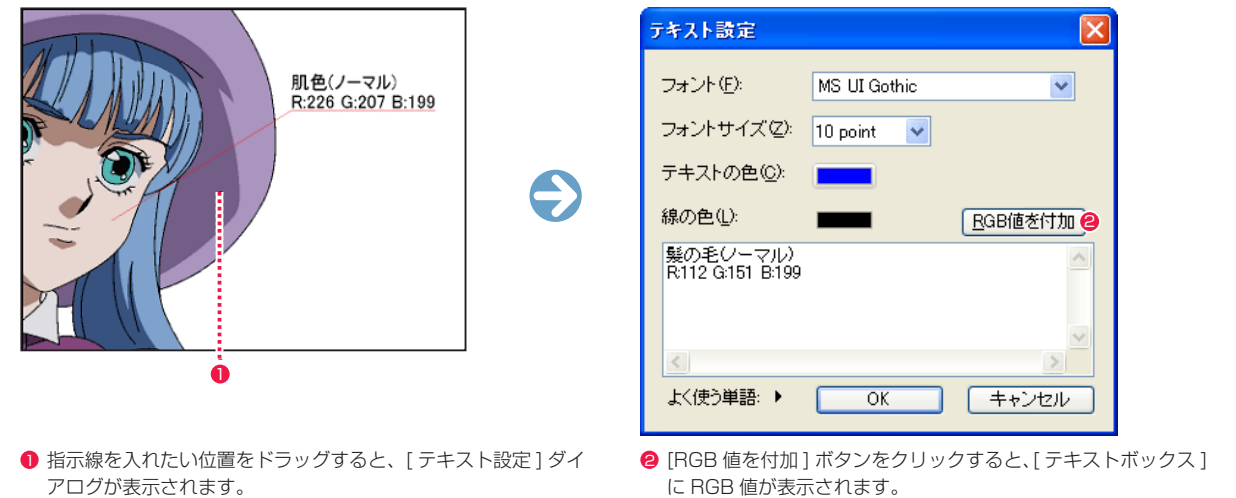 肌色(ノーマル)
R:226 G:207 B:199
❶
❶ 指示線を入れたい位置をドラッグすると、[ テキスト設定 ] ダイ
アログが表示されます。
テキスト設定
フォント(F):
MS UI Gothic
フォントサイズ(Z):
10 point
テキストの色(C):
線の色(L):
RGB値を付加 ❷
髪の毛(ノーマル)
R:112 G:151 B:199
よく使う単語:
OK
キャンセル
❷ [RGB 値を付加 ] ボタンをクリックすると、[ テキストボックス ]
に RGB 値が表示されます。